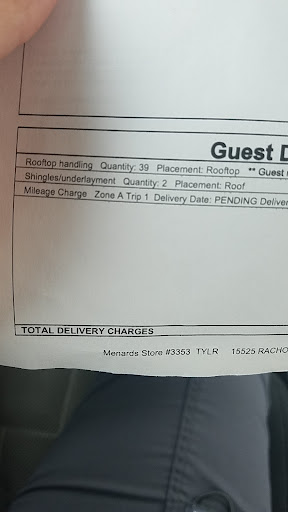 Guest D
Rooftop handling Quantity: 39 Placement: Rooftop ** Guest
Shingles/underlayment Quantity: 2 Placement: Roof
Mileage Charge Zone A Trip 1 Delivery Date: PENDING Deliver
TOTAL DELIVERY CHARGES
Menards Store #3353 TYLR 15525 RACHO